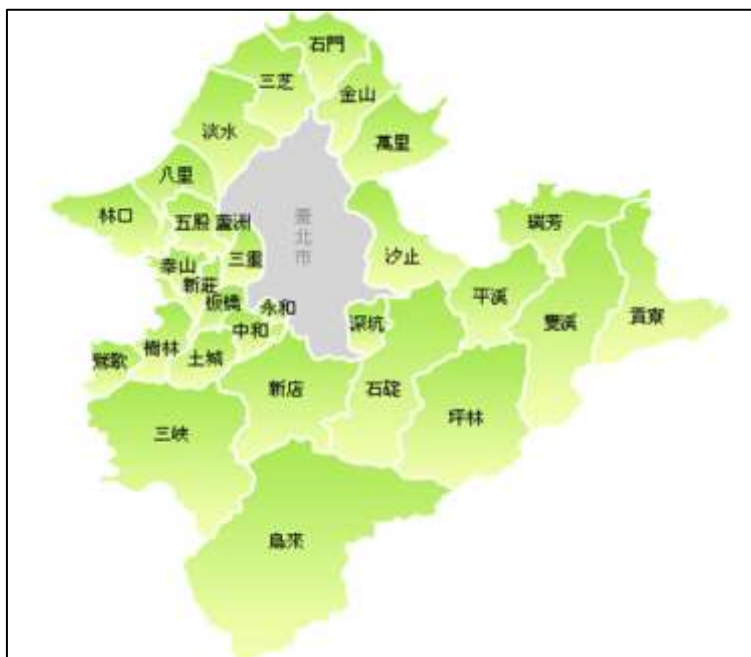 石門
三芝
金山
淡水
萬里
八里
林口
五股
蘆洲
臺北市
瑞芳
三重
汐止
泰山
新莊
平溪
板橋
永和
深坑
雙溪
貢寮
中和
鶯歌
樹林
土城
新店
石碇
坪林
三峽
烏來